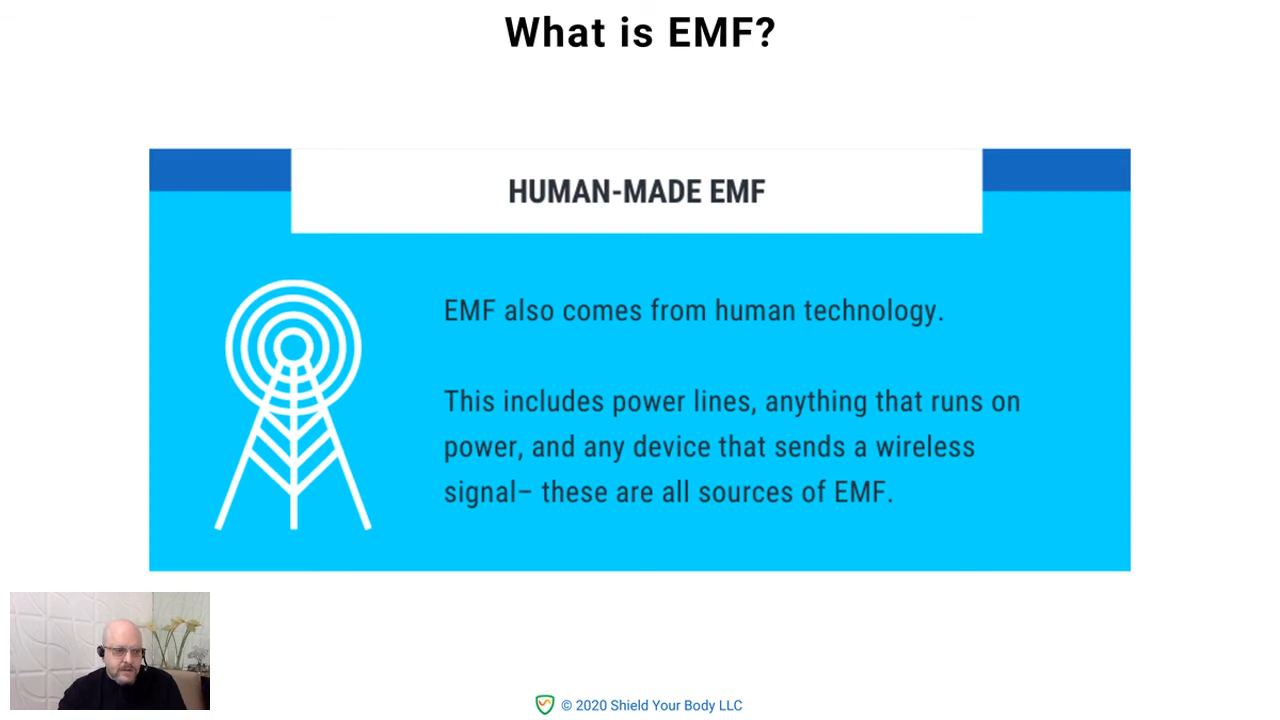 What is EMF?
HUMAN-MADE EMF
EMF also comes from human technology.
This includes power lines, anything that runs on
power, and any device that sends a wireless
signal– these are all sources of EMF.
© 2020 Shield Your Body LLC